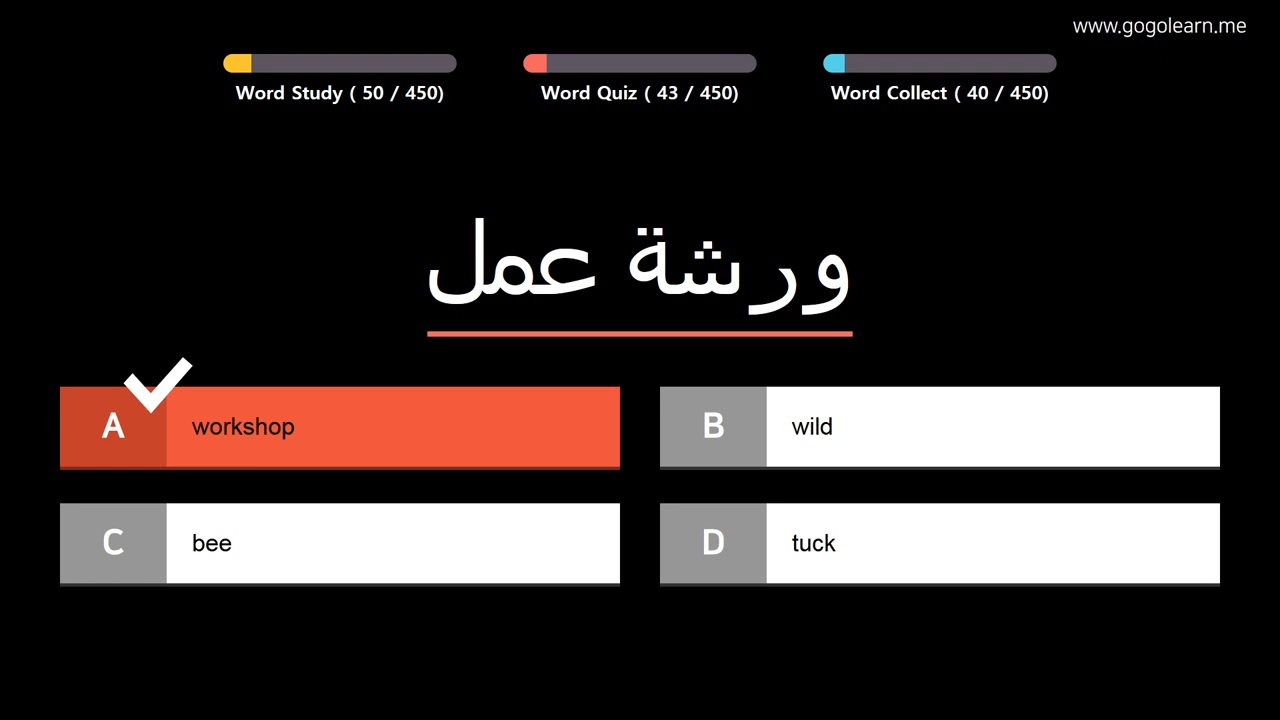 www.gogolearn.me
Word Study ( 50 / 450)
Word Quiz ( 43 / 450)
Word Collect ( 40 / 450)
ورشة عمل
A workshop
B wild
C bee
D tuck